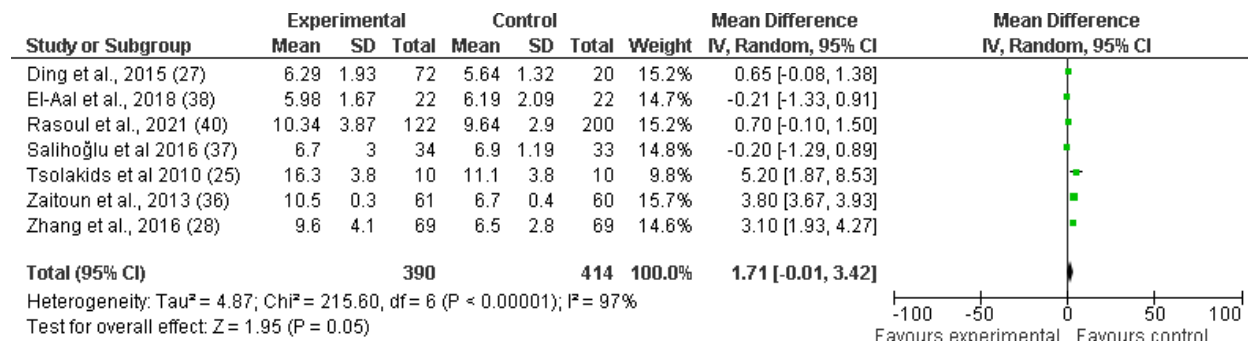 Experimental Control Mean Difference Mean Difference
Study or Subgroup Mean SD Total Mean SD Total Weight IV, Random, 95% CI IV, Random, 95% CI
Ding et al., 2015 (27) 6.29 1.93 72 5.64 1.32 20 15.2% 0.65 [-0.08, 1.38]
El-Aal et al., 2018 (38) 5.98 1.67 22 6.19 2.09 22 14.7% -0.21 [-1.33, 0.91]
Rasoul et al., 2021 (40) 10.34 3.87 122 9.64 2.9 200 15.2% 0.70 [-0.10, 1.50]
Salihoğlu et al 2016 (37) 6.7 3 34 6.9 1.19 33 14.8% -0.20 [-1.29, 0.89]
Tsolakids et al 2010 (25) 16.3 3.8 10 11.1 3.8 10 9.8% 5.20 [1.87, 8.53]
Zaitoun et al., 2013 (36) 10.5 0.3 61 6.7 0.4 60 15.7% 3.80 [3.67, 3.93]
Zhang et al., 2016 (28) 9.6 4.1 69 6.5 2.8 69 14.6% 3.10 [1.93, 4.27]
Total (95% CI) 390 414 100.0% 1.71 [-0.01, 3.42]
Heterogeneity: Tau² = 4.87; Chi² = 215.60, df = 6 (P < 0.00001); I² = 97%
Test for overall effect: Z = 1.95 (P = 0.05)
-100 -50 0 50 100
Favours experimental Favours control